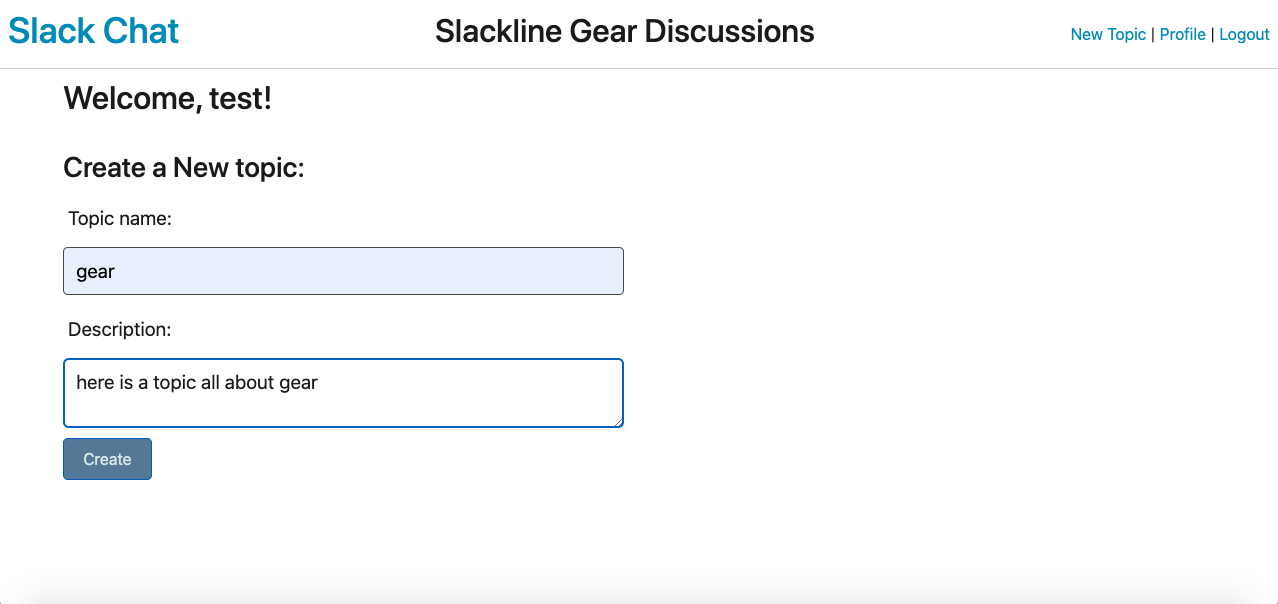 Slack Chat
Slackline Gear Discussions
New Topic | Profile | Logout
Welcome, test!
Create a New topic:
Topic name:
gear
Description:
here is a topic all about gear
Create